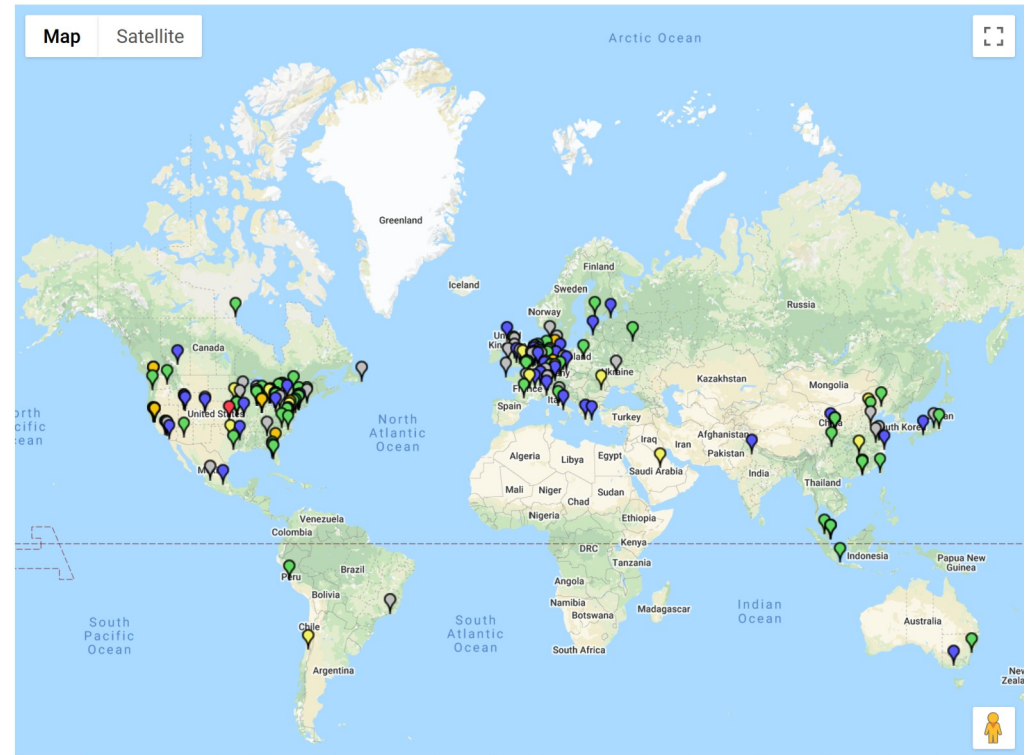 Map Satellite
Arctic Ocean
Greenland
Finland
Iceland
Sweden
Russia
Norway
Canada
Ukraine
Kazakhstan
Mongolia
France
North
Atlantic
Ocean
United States
Spain
Turkey
South Korea
Iraq
Iran
Afghanistan
Pakistan
Algeria
Libya
Egypt
Saudi Arabia
India
Mali
Niger
Chad
Sudan
Thailand
Nigeria
Ethiopia
Venezuela
Colombia
DRC
Kenya
Indonesia
Papua New
Guinea
Tanzania
Peru
Brazil
Angola
Bolivia
Namibia
Botswana
Madagascar
Indian
Ocean
South
Pacific
Ocean
South
Atlantic
Ocean
Chile
Australia
South Africa
Argentina